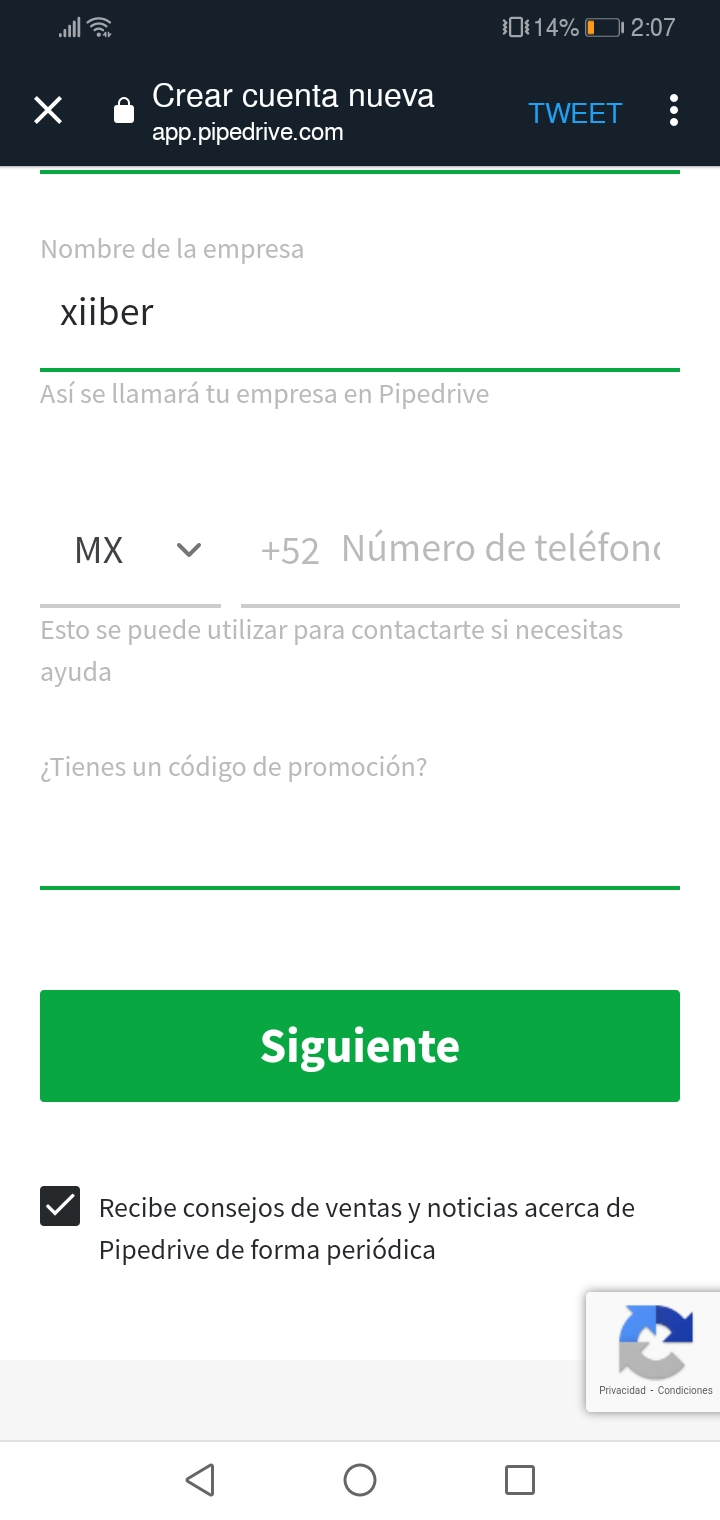 14% 2:07
Crear cuenta nueva
app.pipedrive.com
TWEET
Nombre de la empresa
xiiber
Así se llamará tu empresa en Pipedrive
MX +52 Número de teléfono
Esto se puede utilizar para contactarte si necesitas
ayuda
¿Tienes un código de promoción?
Siguiente
Recibe consejos de ventas y noticias acerca de
Pipedrive de forma periódica
Privacidad - Condiciones